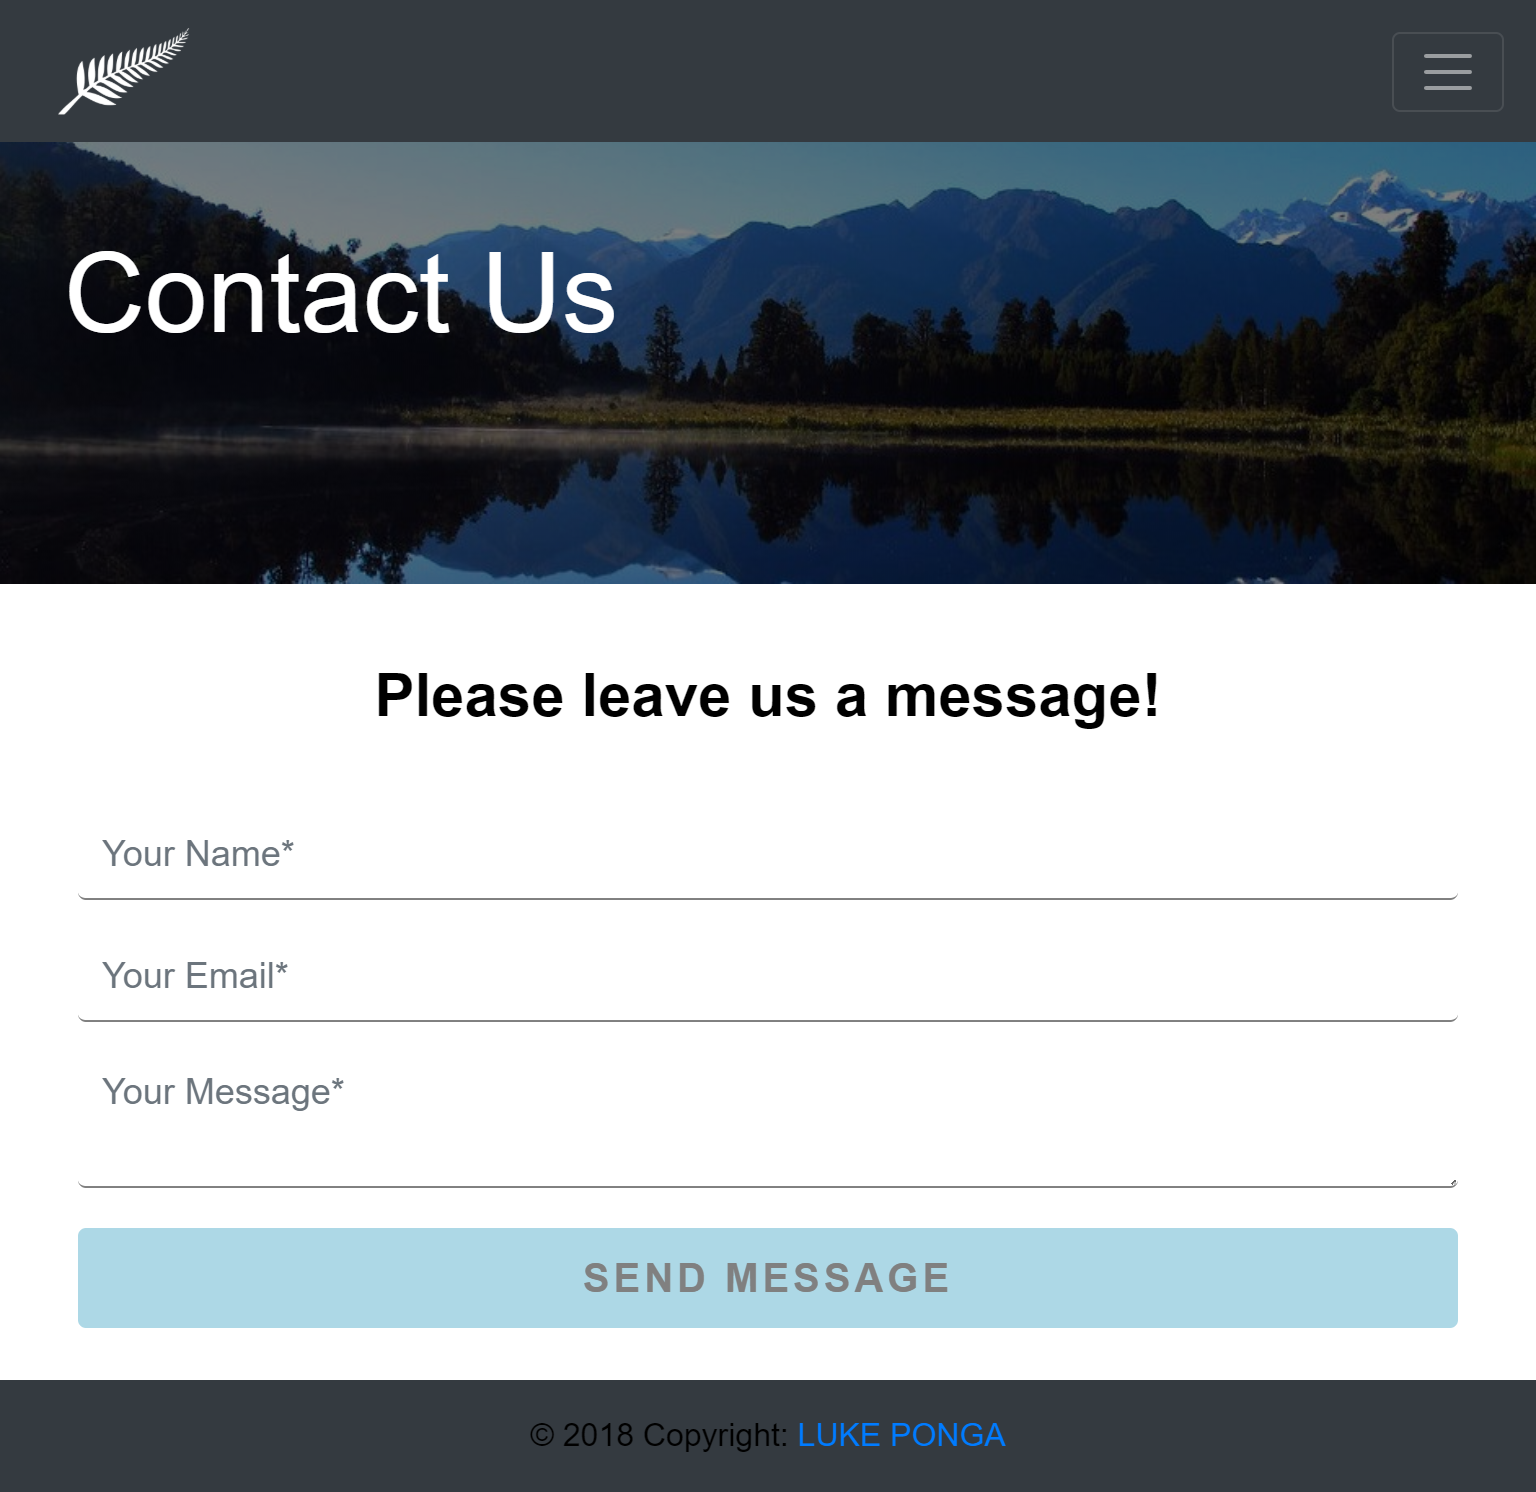 Contact Us
Please leave us a message!
Your Name*
Your Email*
Your Message*
SEND MESSAGE
© 2018 Copyright: LUKE PONGA